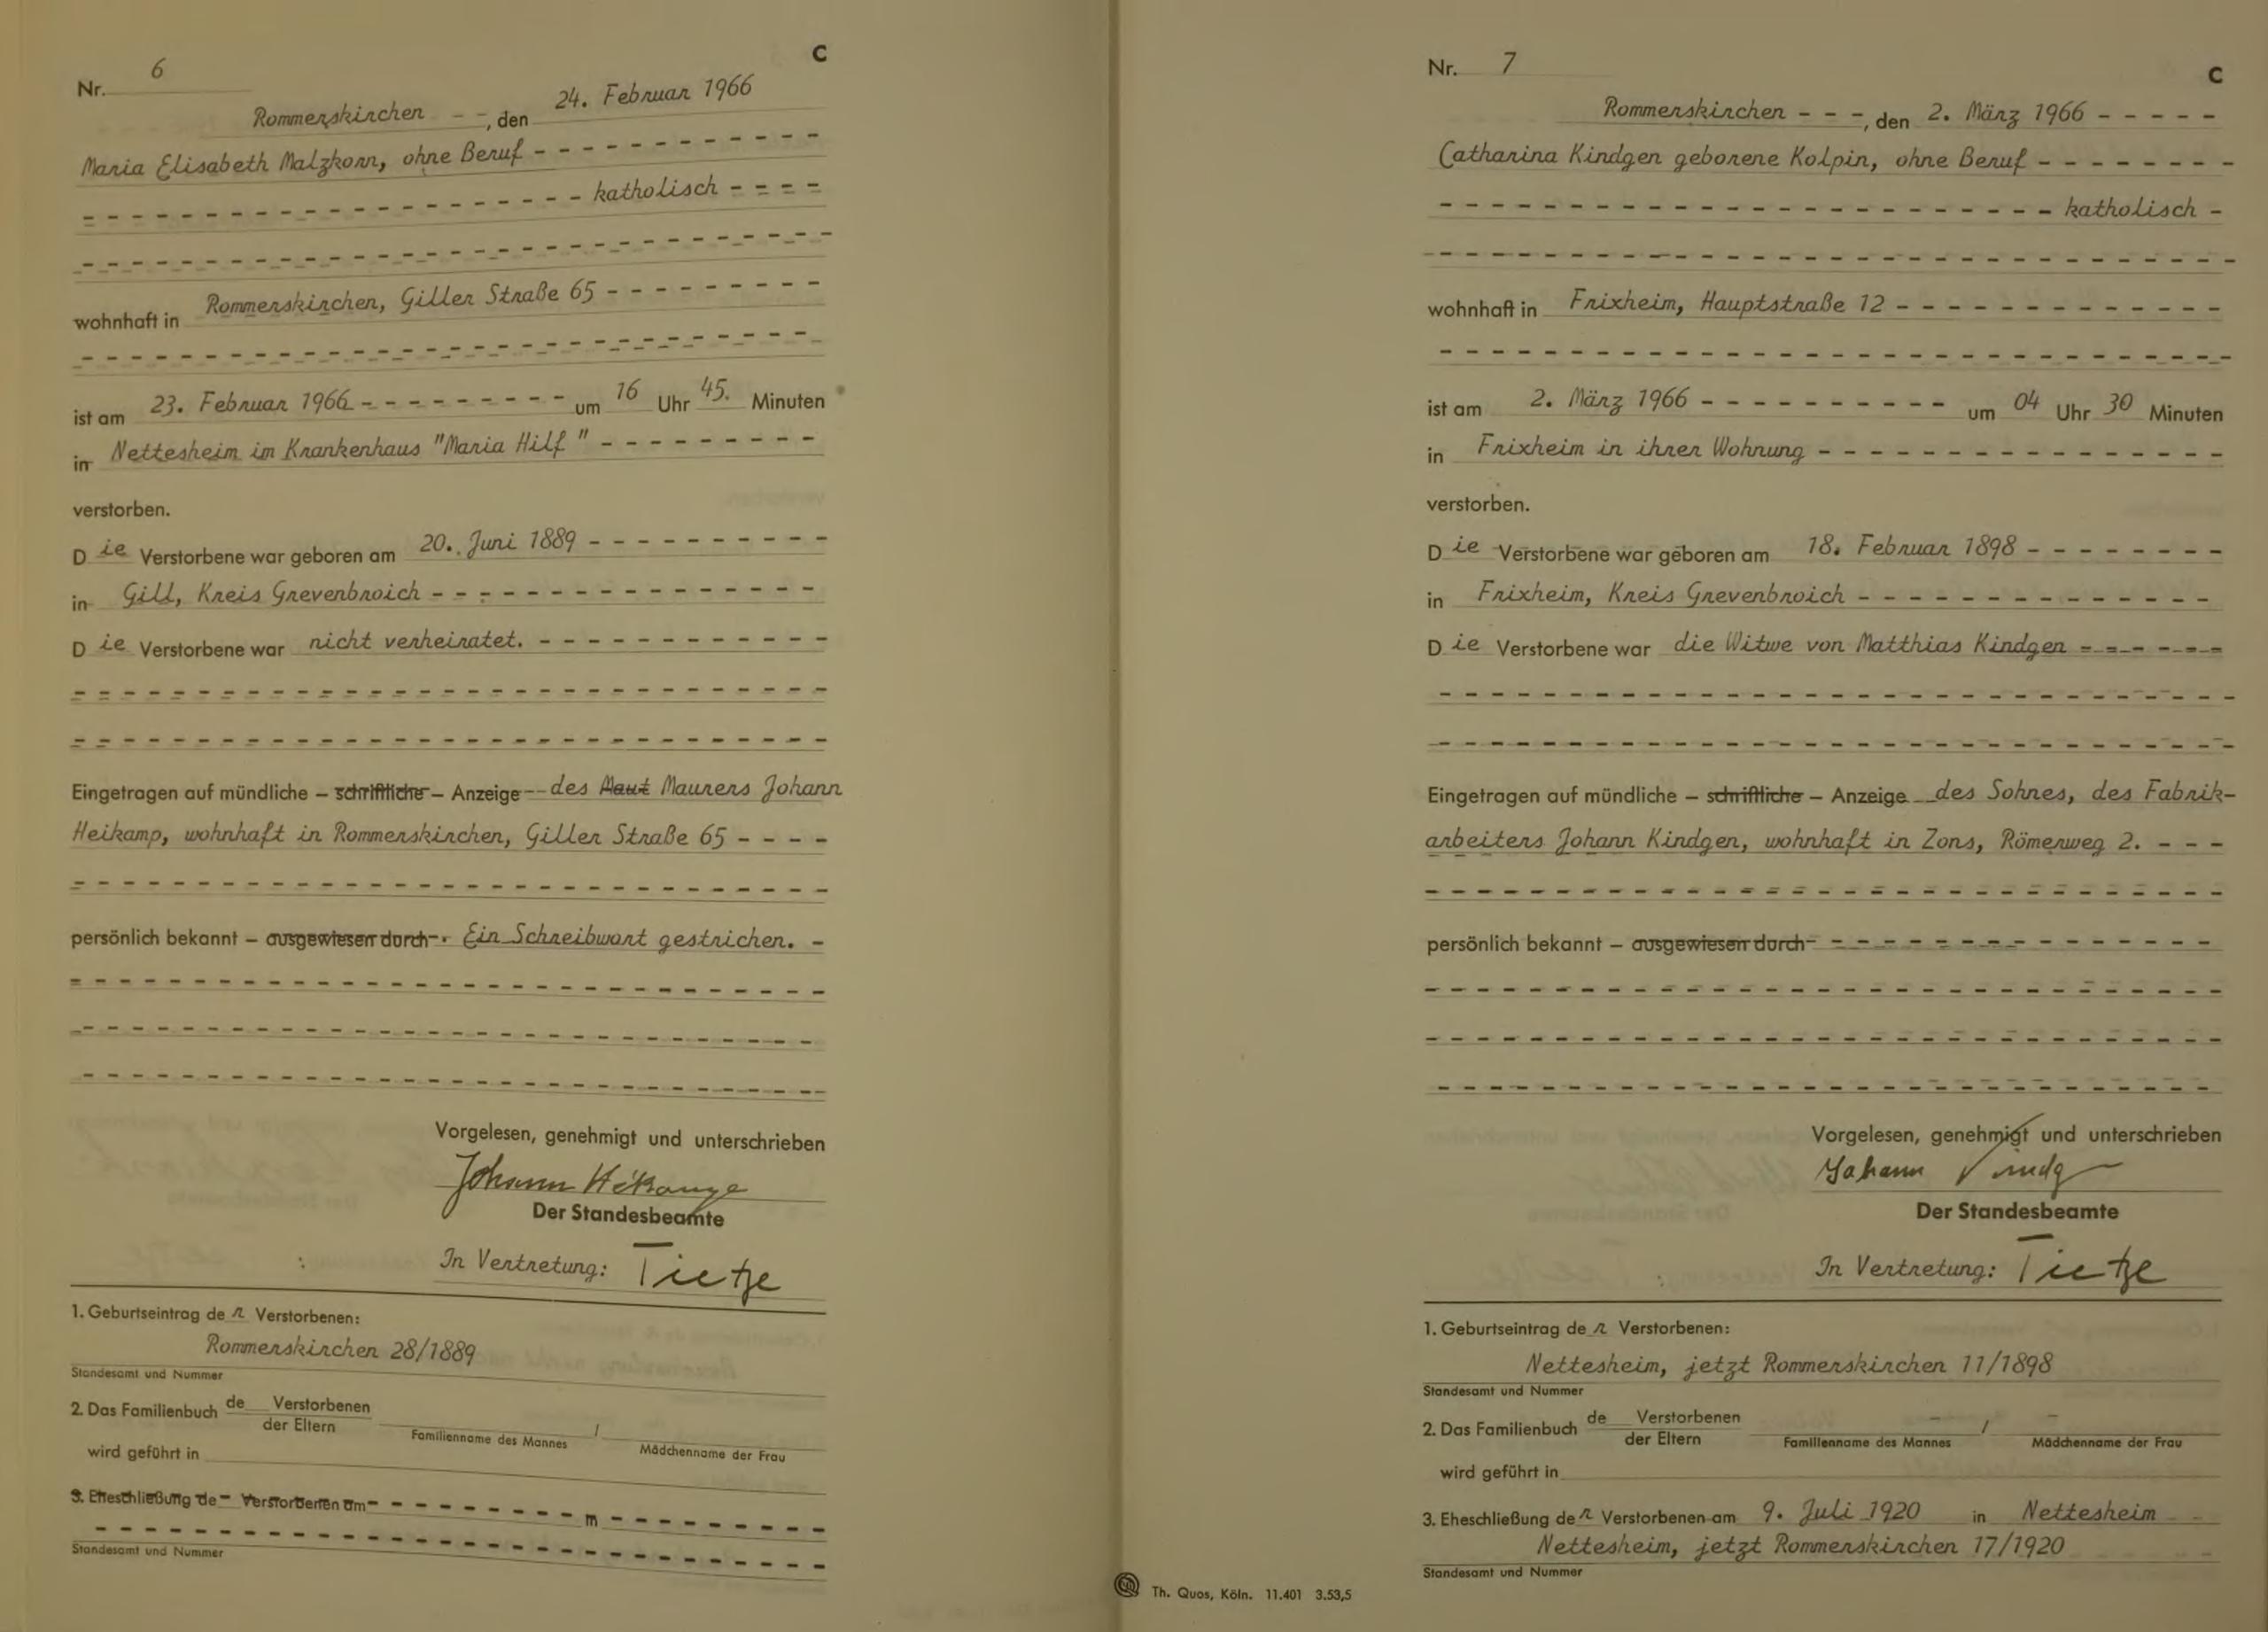 Nr. 6
C
Rommerskirchen - -, den 24. Februar 1966
Maria Elisabeth Malzkorn, ohne Beruf - - - - - - - - - - -
- - - - - - - - - - - - - - - - - - - - katholisch - - - -
wohnhaft in Rommerskirchen, Giller Straße 65 - - - - - - - - -
ist am 23. Februar 1966 - - - - - - - - - um 16 Uhr 45. Minuten
in Nettesheim im Krankenhaus "Maria Hilf" - - - - - - - - -
verstorben.
Die Verstorbene war geboren am 20. Juni 1889 - - - - - - - - - -
in Gill, Kreis Grevenbroich - - - - - - - - - - - - - - -
Die Verstorbene war nicht verheiratet. - - - - - - - - - - - -
Eingetragen auf mündliche – schriftliche – Anzeige - - des Maut Maurers Johann
Heikamp, wohnhaft in Rommerskirchen, Giller Straße 65 - - - -
persönlich bekannt – ausgewiesen durch - . Ein Schreibwort gestrichen. -
Vorgelesen, genehmigt und unterschrieben
Johann
Der Standesbeamte
In Vertretung: Tietze
1. Geburtseintrag der Verstorbenen:
Rommerskirchen 28/1889
Standesamt und Nummer
2. Das Familienbuch de Verstorbenen
der Eltern
Familienname des Mannes / Mädchenname der Frau
wird geführt in
3. Eheschließung de - Verstorbenen am - - - - - - - - - in - - - - - - - - -
Standesamt und Nummer
Nr. 7
C
Rommerskirchen - - -, den 2. März 1966 - - - - -
Catharina Kindgen geborene Kolpin, ohne Beruf - - - - - - - -
- - - - - - - - - - - - - - - - - - - - - - - - katholisch -
wohnhaft in Frixheim, Hauptstraße 12 - - - - - - - - - - - - -
ist am 2. März 1966 - - - - - - - - - - um 04 Uhr 30 Minuten
in Frixheim in ihrer Wohnung - - - - - - - - - - - - - - - -
verstorben.
Die Verstorbene war geboren am 18. Februar 1898 - - - - - - - -
in Frixheim, Kreis Grevenbroich - - - - - - - - - - - - - -
Die Verstorbene war die Witwe von Matthias Kindgen - - - - - - -
Eingetragen auf mündliche – schriftliche – Anzeige des Sohnes, des Fabrik-
arbeiters Johann Kindgen, wohnhaft in Zons, Römerweg 2. - - -
persönlich bekannt – ausgewiesen durch - - - - - - - - - - - - - - -
Vorgelesen, genehmigt und unterschrieben
Johann
Der Standesbeamte
In Vertretung: Tietze
1. Geburtseintrag der Verstorbenen:
Nettesheim, jetzt Rommerskirchen 11/1898
Standesamt und Nummer
2. Das Familienbuch de Verstorbenen
der Eltern
- / -
Familienname des Mannes Mädchenname der Frau
wird geführt in
3. Eheschließung der Verstorbenen am 9. Juli 1920 in Nettesheim
Nettesheim, jetzt Rommerskirchen 17/1920
Standesamt und Nummer
Th. Quos, Köln. 11.401 3.53,5